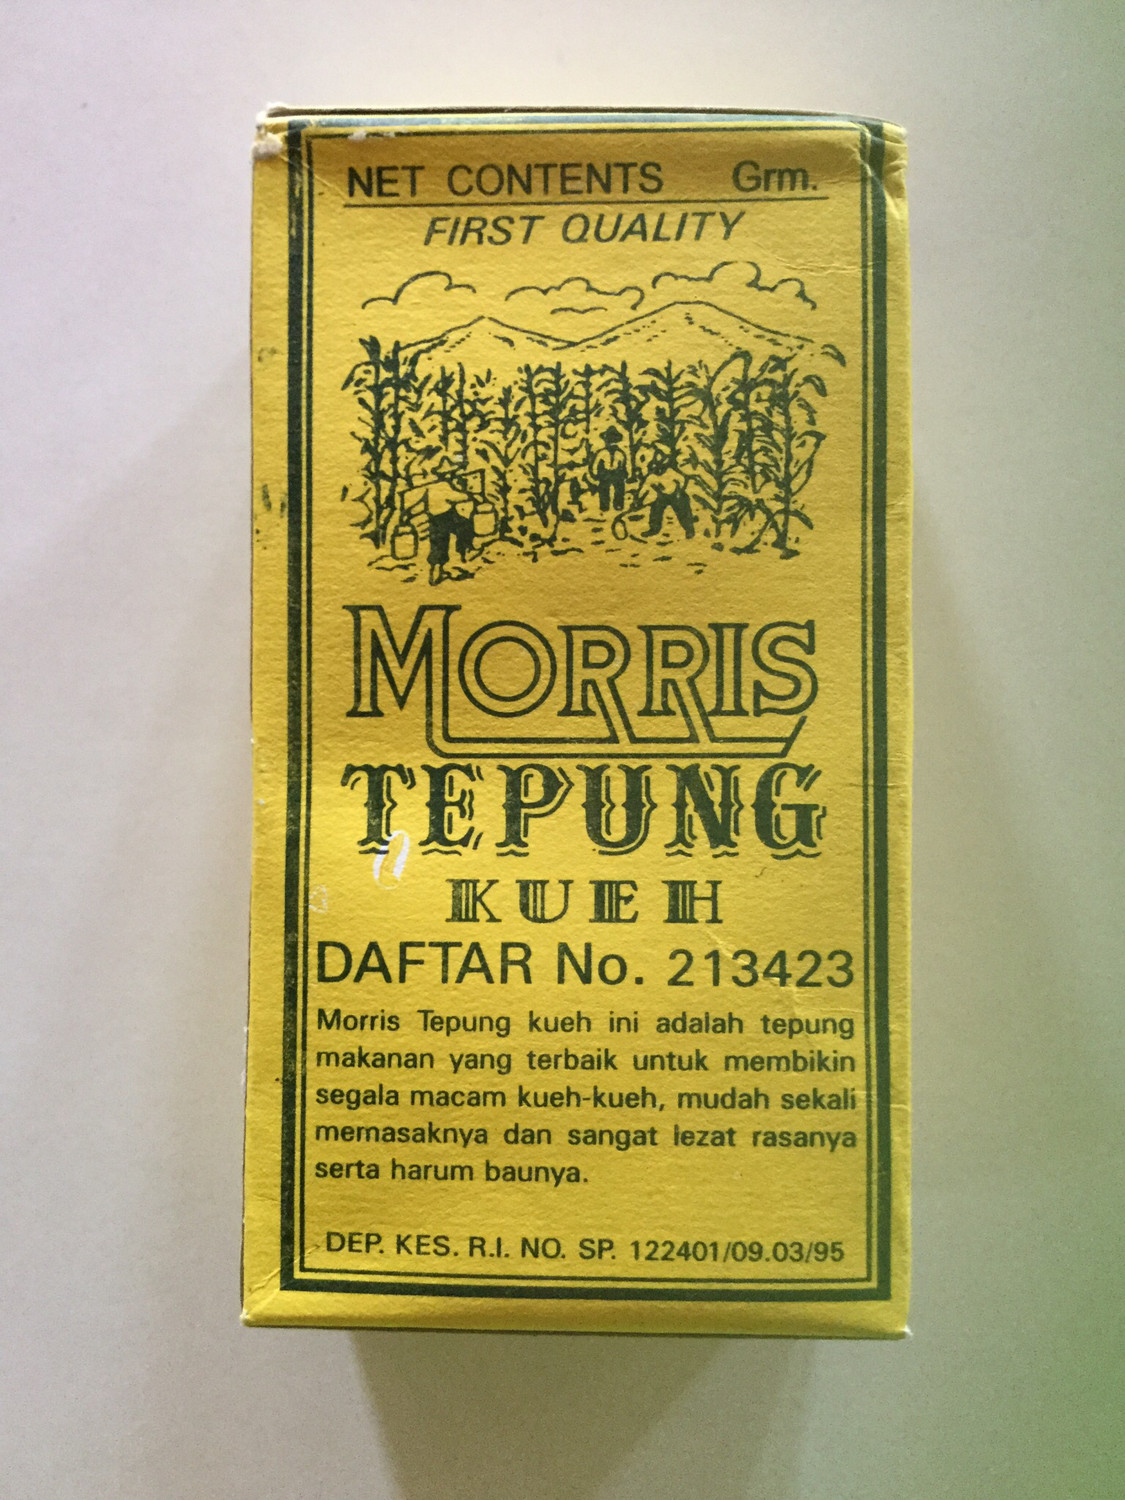 NET CONTENTS Grm.
FIRST QUALITY
MORRIS
TEPUNG
KUEH
DAFTAR No. 213423
Morris Tepung kueh ini adalah tepung
makanan yang terbaik untuk membikin
segala macam kueh-kueh, mudah sekali
memasaknya dan sangat lezat rasanya
serta harum baunya.
DEP. KES. R.I. NO. SP. 122401/09.03/95